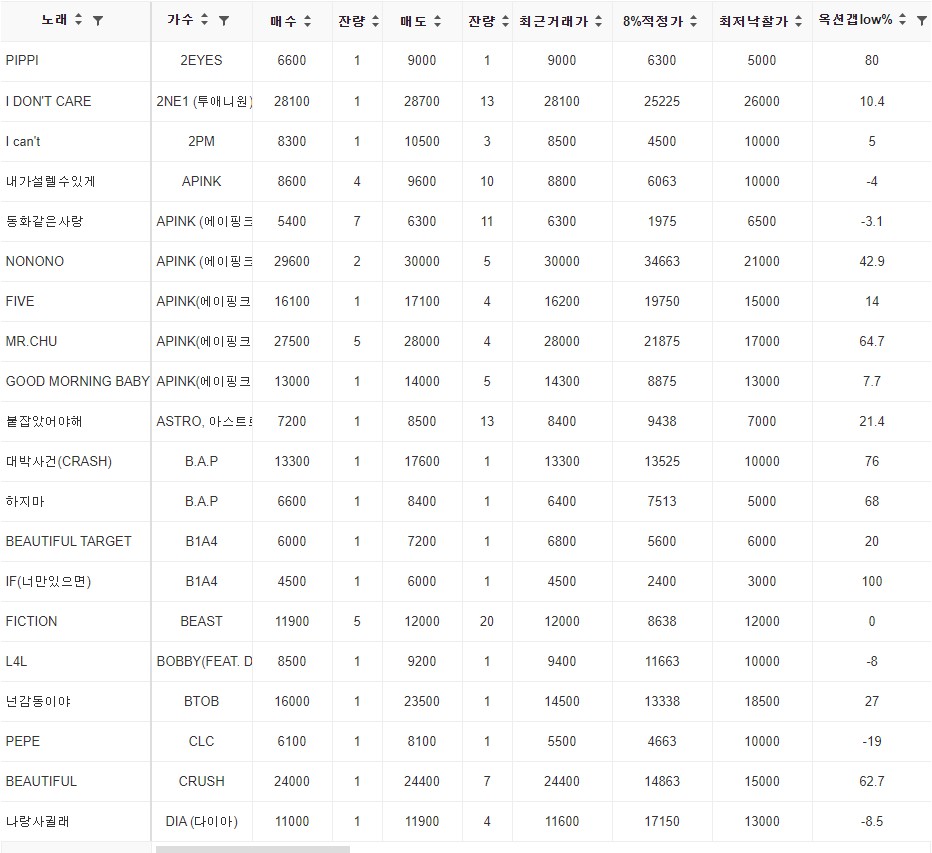 노래 가수 매수 잔량 매도 잔량 최근거래가 8%적정가 최저낙찰가 옥션갭low%
PIPPI 2EYES 6600 1 9000 1 9000 6300 5000 80
I DON'T CARE 2NE1 (투애니원) 28100 1 28700 13 28100 25225 26000 10.4
I can't 2PM 8300 1 10500 3 8500 4500 10000 5
내가설렐수있게 APINK 8600 4 9600 10 8800 6063 10000 -4
동화같은사랑 APINK (에이핑크 5400 7 6300 11 6300 1975 6500 -3.1
NONONO APINK (에이핑크 29600 2 30000 5 30000 34663 21000 42.9
FIVE APINK(에이핑크 16100 1 17100 4 16200 19750 15000 14
MR.CHU APINK(에이핑크 27500 5 28000 4 28000 21875 17000 64.7
GOOD MORNING BABY APINK(에이핑크 13000 1 14000 5 14300 8875 13000 7.7
붙잡았어야해 ASTRO, 아스트로 7200 1 8500 13 8400 9438 7000 21.4
대박사건(CRASH) B.A.P 13300 1 17600 1 13300 13525 10000 76
하지마 B.A.P 6600 1 8400 1 6400 7513 5000 68
BEAUTIFUL TARGET B1A4 6000 1 7200 1 6800 5600 6000 20
IF(너만있으면) B1A4 4500 1 6000 1 4500 2400 3000 100
FICTION BEAST 11900 5 12000 20 12000 8638 12000 0
L4L BOBBY(FEAT. D 8500 1 9200 1 9400 11663 10000 -8
넌감동이야 BTOB 16000 1 23500 1 14500 13338 18500 27
PEPE CLC 6100 1 8100 1 5500 4663 10000 -19
BEAUTIFUL CRUSH 24000 1 24400 7 24400 14863 15000 62.7
나랑사귈래 DIA (다이아) 11000 1 11900 4 11600 17150 13000 -8.5